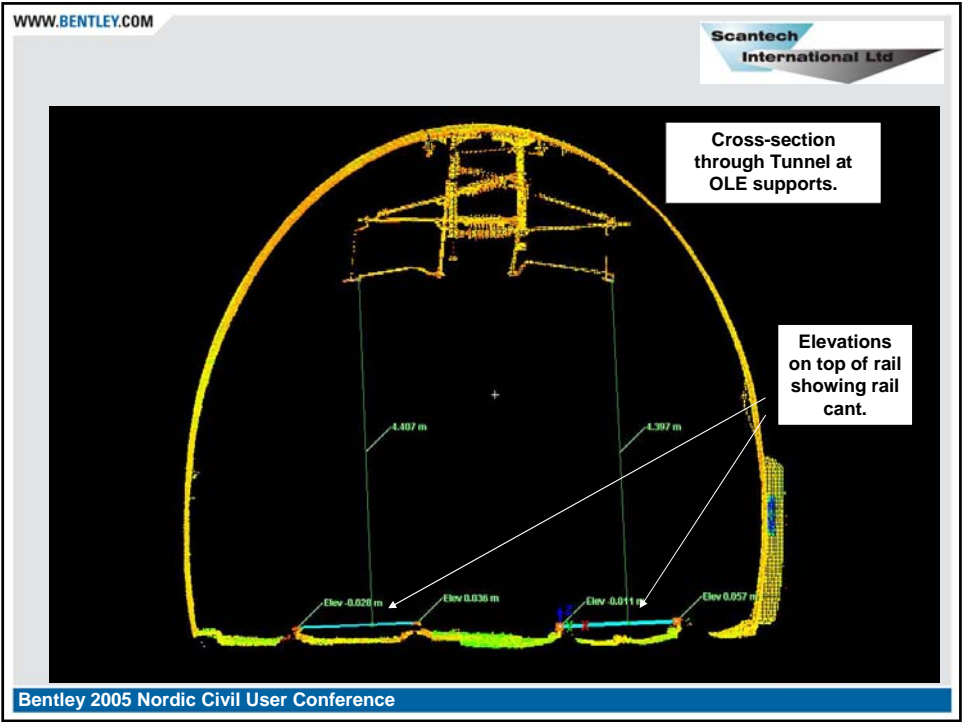 WWW.BENTLEY.COM
Scantech
International Ltd
Cross-section
through Tunnel at
OLE supports.
Elevations
on top of rail
showing rail
cant.
4.407 m
4.397 m
Elev -0.028 m
Elev 0.036 m
Elev -0.011 m
Elev 0.057 m
Bentley 2005 Nordic Civil User Conference